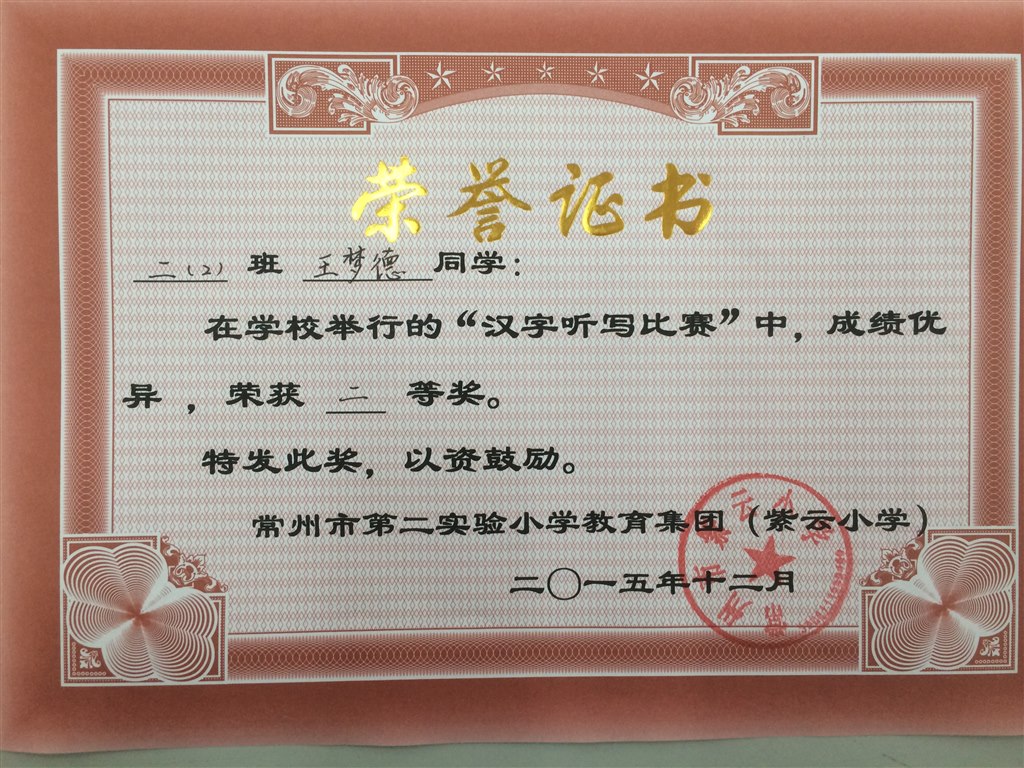 荣誉证书
二(2) 班 王梦德 同学：
在学校举行的“汉字听写比赛”中，成绩优
异 ，荣获 二 等奖。
特发此奖，以资鼓励。
常州市第二实验小学教育集团（紫云小学）
二〇一五年十二月